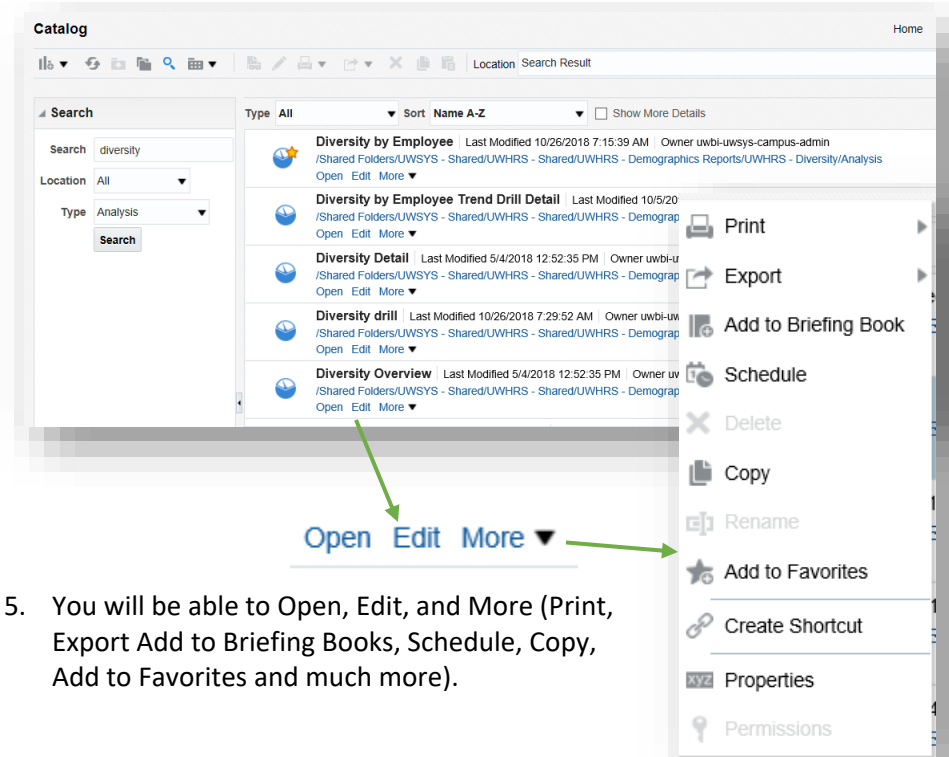 Catalog
Home
Location Search Result
Search
Type All Sort Name A-Z Show More Details
Search diversity
Location All
Type Analysis
Search
Diversity by Employee Last Modified 10/26/2018 7:15:39 AM Owner uwbi-uwsys-campus-admin
/Shared Folders/UWSYS - Shared/UWHRS - Shared/UWHRS - Demographics Reports/UWHRS - Diversity/Analysis
Open Edit More
Diversity by Employee Trend Drill Detail Last Modified 10/5/20
/Shared Folders/UWSYS - Shared/UWHRS - Shared/UWHRS - Demograp
Open Edit More
Diversity Detail Last Modified 5/4/2018 12:52:35 PM Owner uwbi-u
/Shared Folders/UWSYS - Shared/UWHRS - Shared/UWHRS - Demograp
Open Edit More
Diversity drill Last Modified 10/26/2018 7:29:52 AM Owner uwbi-uw
/Shared Folders/UWSYS - Shared/UWHRS - Shared/UWHRS - Demograp
Open Edit More
Diversity Overview Last Modified 5/4/2018 12:52:35 PM Owner uw
/Shared Folders/UWSYS - Shared/UWHRS - Shared/UWHRS - Demograp
Open Edit More
Print
Export
Add to Briefing Book
Schedule
Delete
Copy
Rename
Add to Favorites
Create Shortcut
xyz Properties
Permissions
Open Edit More
5. You will be able to Open, Edit, and More (Print,
Export Add to Briefing Books, Schedule, Copy,
Add to Favorites and much more).